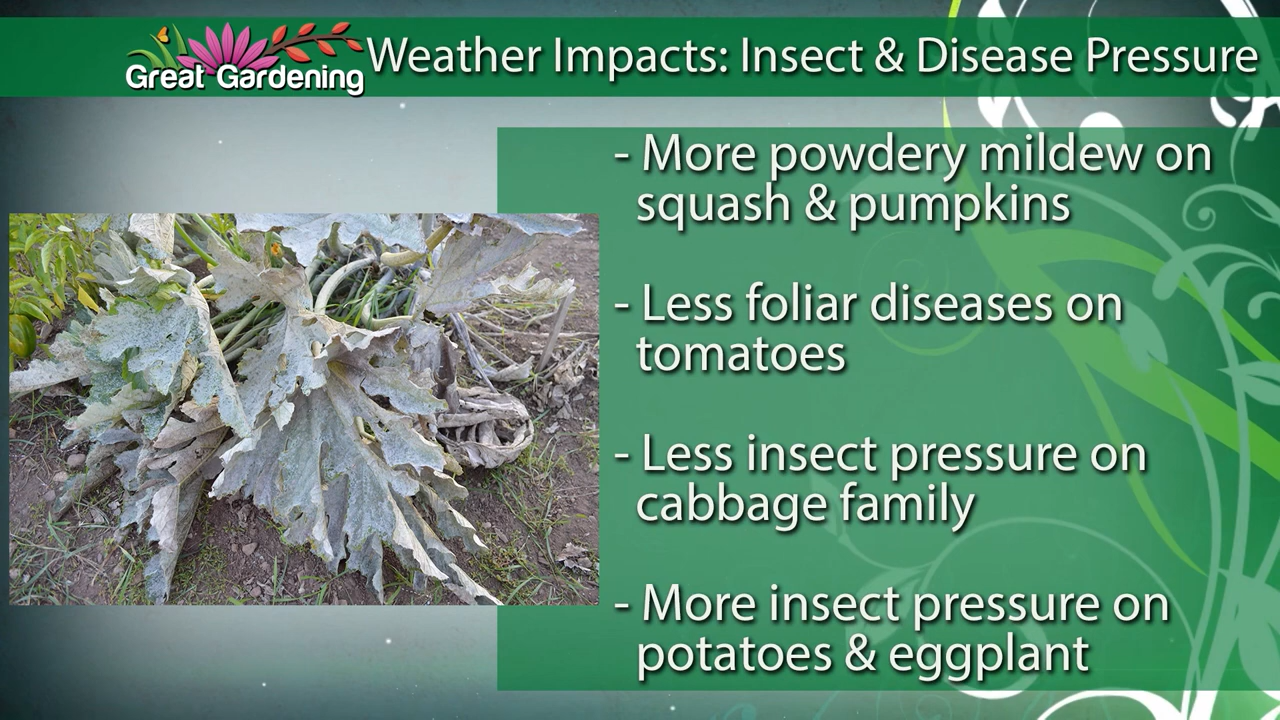 Great Gardening
Weather Impacts: Insect & Disease Pressure
- More powdery mildew on
squash & pumpkins
- Less foliar diseases on
tomatoes
- Less insect pressure on
cabbage family
- More insect pressure on
potatoes & eggplant